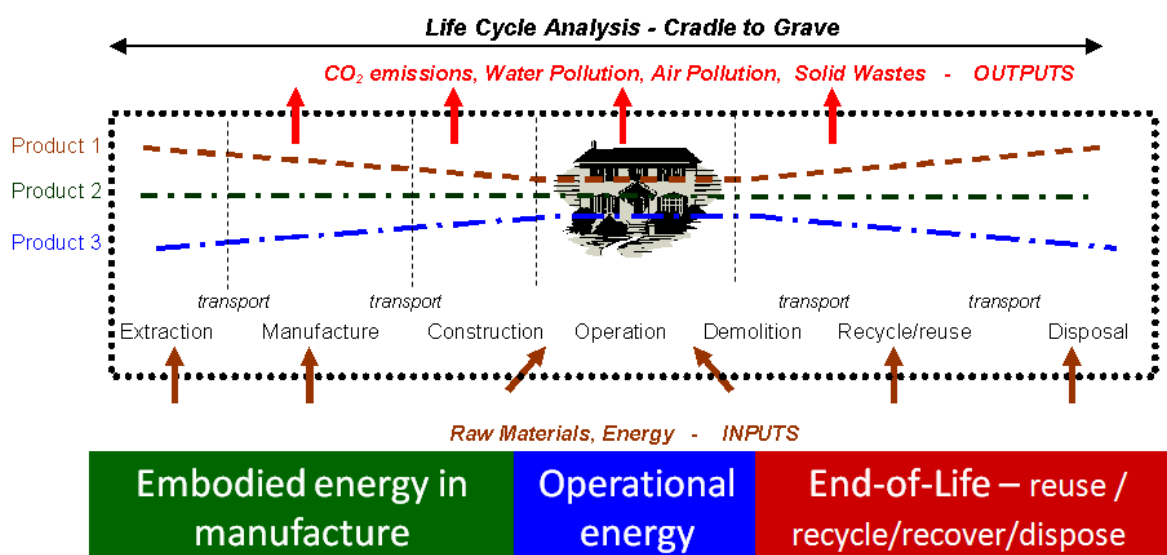 Life Cycle Analysis - Cradle to Grave
CO₂ emissions, Water Pollution, Air Pollution, Solid Wastes - OUTPUTS
Product 1
Product 2
Product 3
transport transport transport transport
Extraction Manufacture Construction Operation Demolition Recycle/reuse Disposal
Raw Materials, Energy - INPUTS
Embodied energy in
manufacture
Operational
energy
End-of-Life – reuse /
recycle/recover/dispose